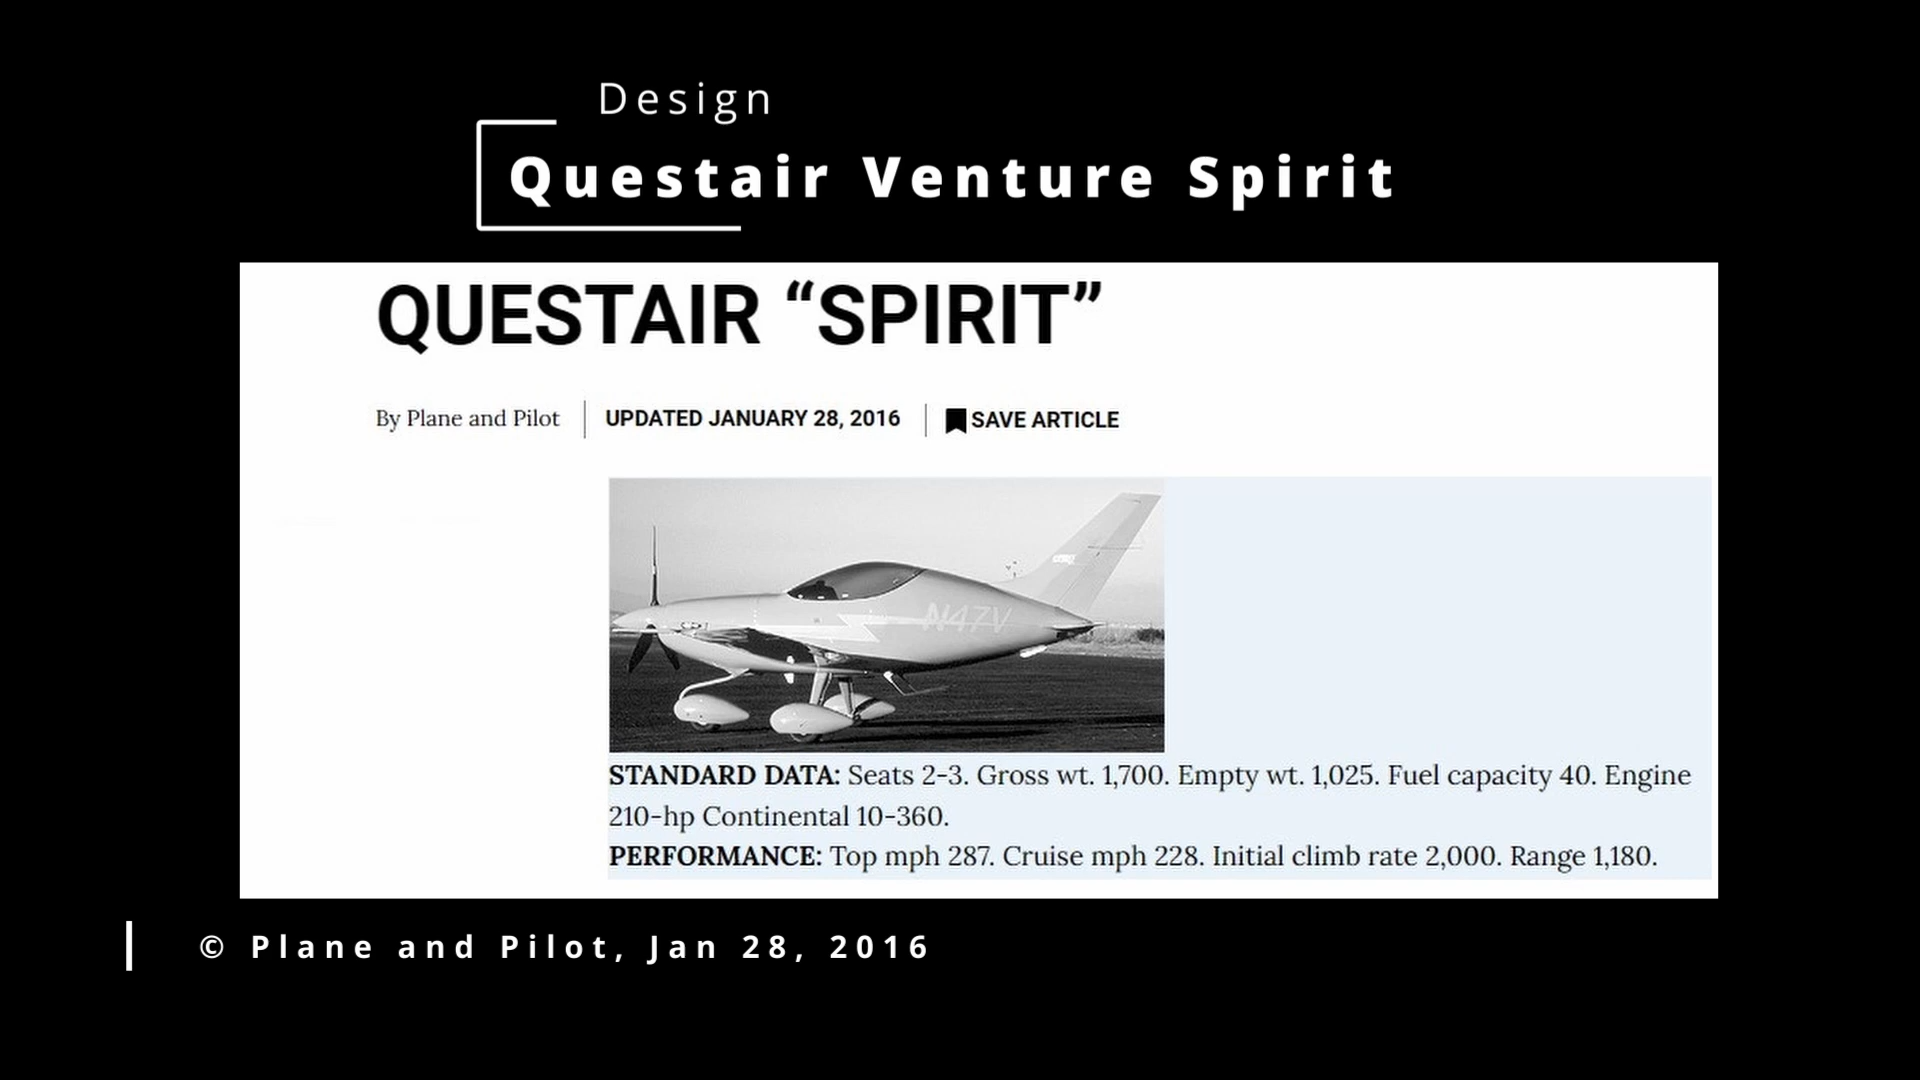 Design
Questair Venture Spirit
QUESTAIR “SPIRIT”
By Plane and Pilot
UPDATED JANUARY 28, 2016
SAVE ARTICLE
N47V
STANDARD DATA: Seats 2-3. Gross wt. 1,700. Empty wt. 1,025. Fuel capacity 40. Engine
210-hp Continental 10-360.
PERFORMANCE: Top mph 287. Cruise mph 228. Initial climb rate 2,000. Range 1,180.
© Plane and Pilot, Jan 28, 2016